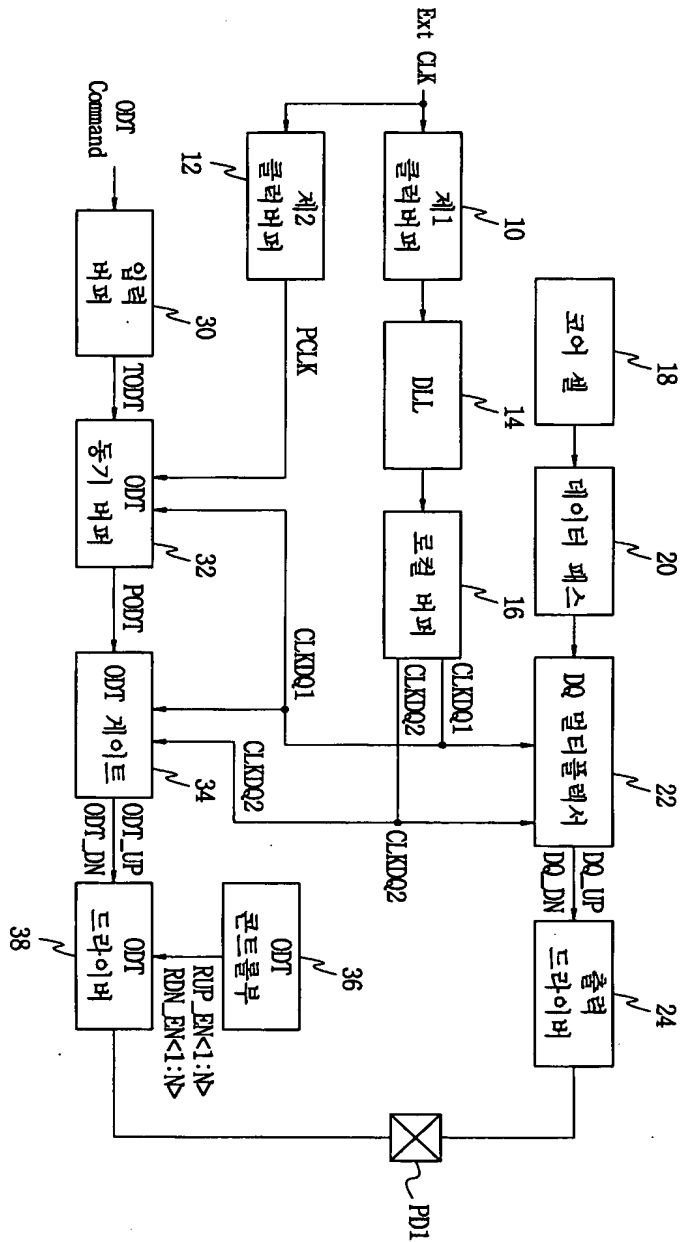 18
코어 셀
20
데이터 패스
22
DQ 멀티플렉서
DQ_UP
DQ_DN
24
출력
드라이버
Ext CLK
10
제1
클럭버퍼
14
DLL
16
로컬 버퍼
CLKDQ1
CLKDQ2
12
제2
클럭버퍼
PCLK
CLKDQ1
CLKDQ2
CLKDQ2
PD1
36
ODT
콘트롤부
RUP_EN<1:N>
RDN_EN<1:N>
ODT
Command
30
입력
버퍼
TODT
32
ODT
동기 버퍼
PODT
34
ODT 게이트
ODT_UP
ODT_DN
38
ODT
드라이버